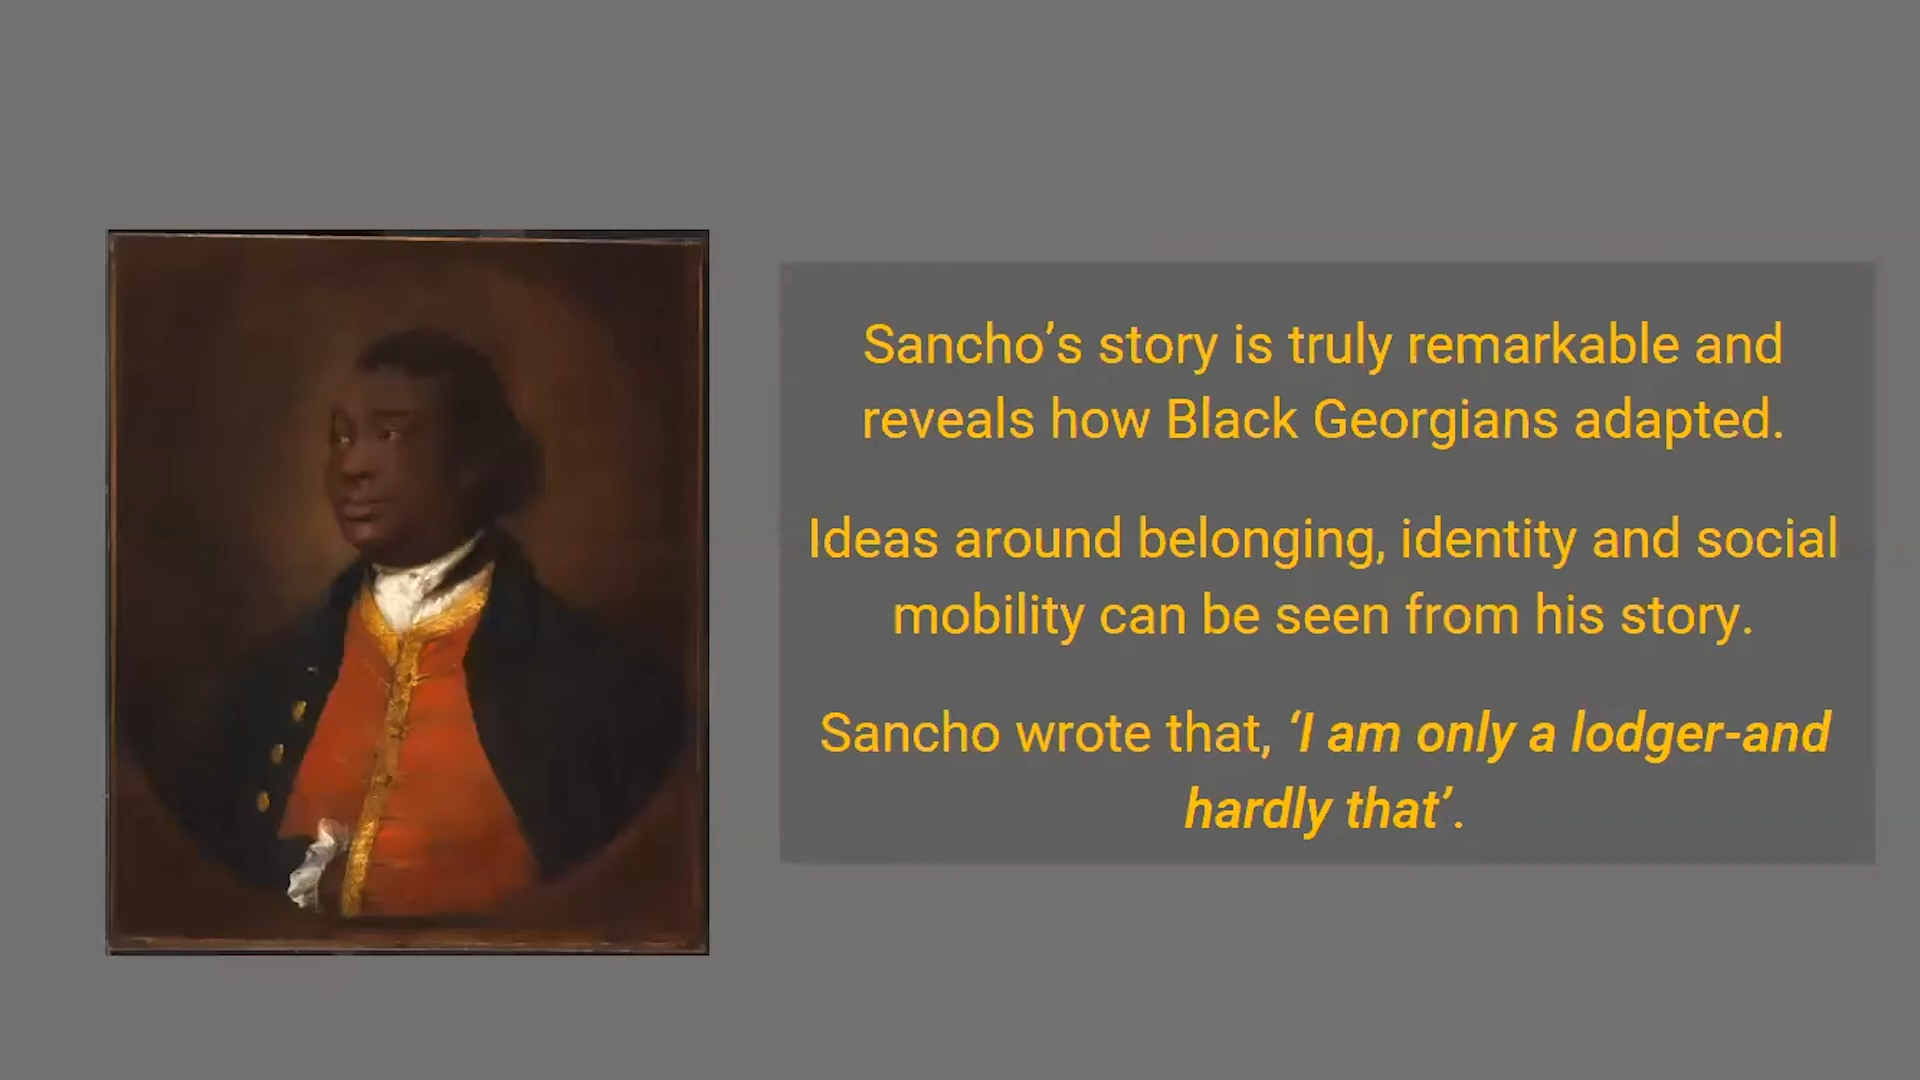 Sancho’s story is truly remarkable and
reveals how Black Georgians adapted.
Ideas around belonging, identity and social
mobility can be seen from his story.
Sancho wrote that, ‘I am only a lodger-and
hardly that’.